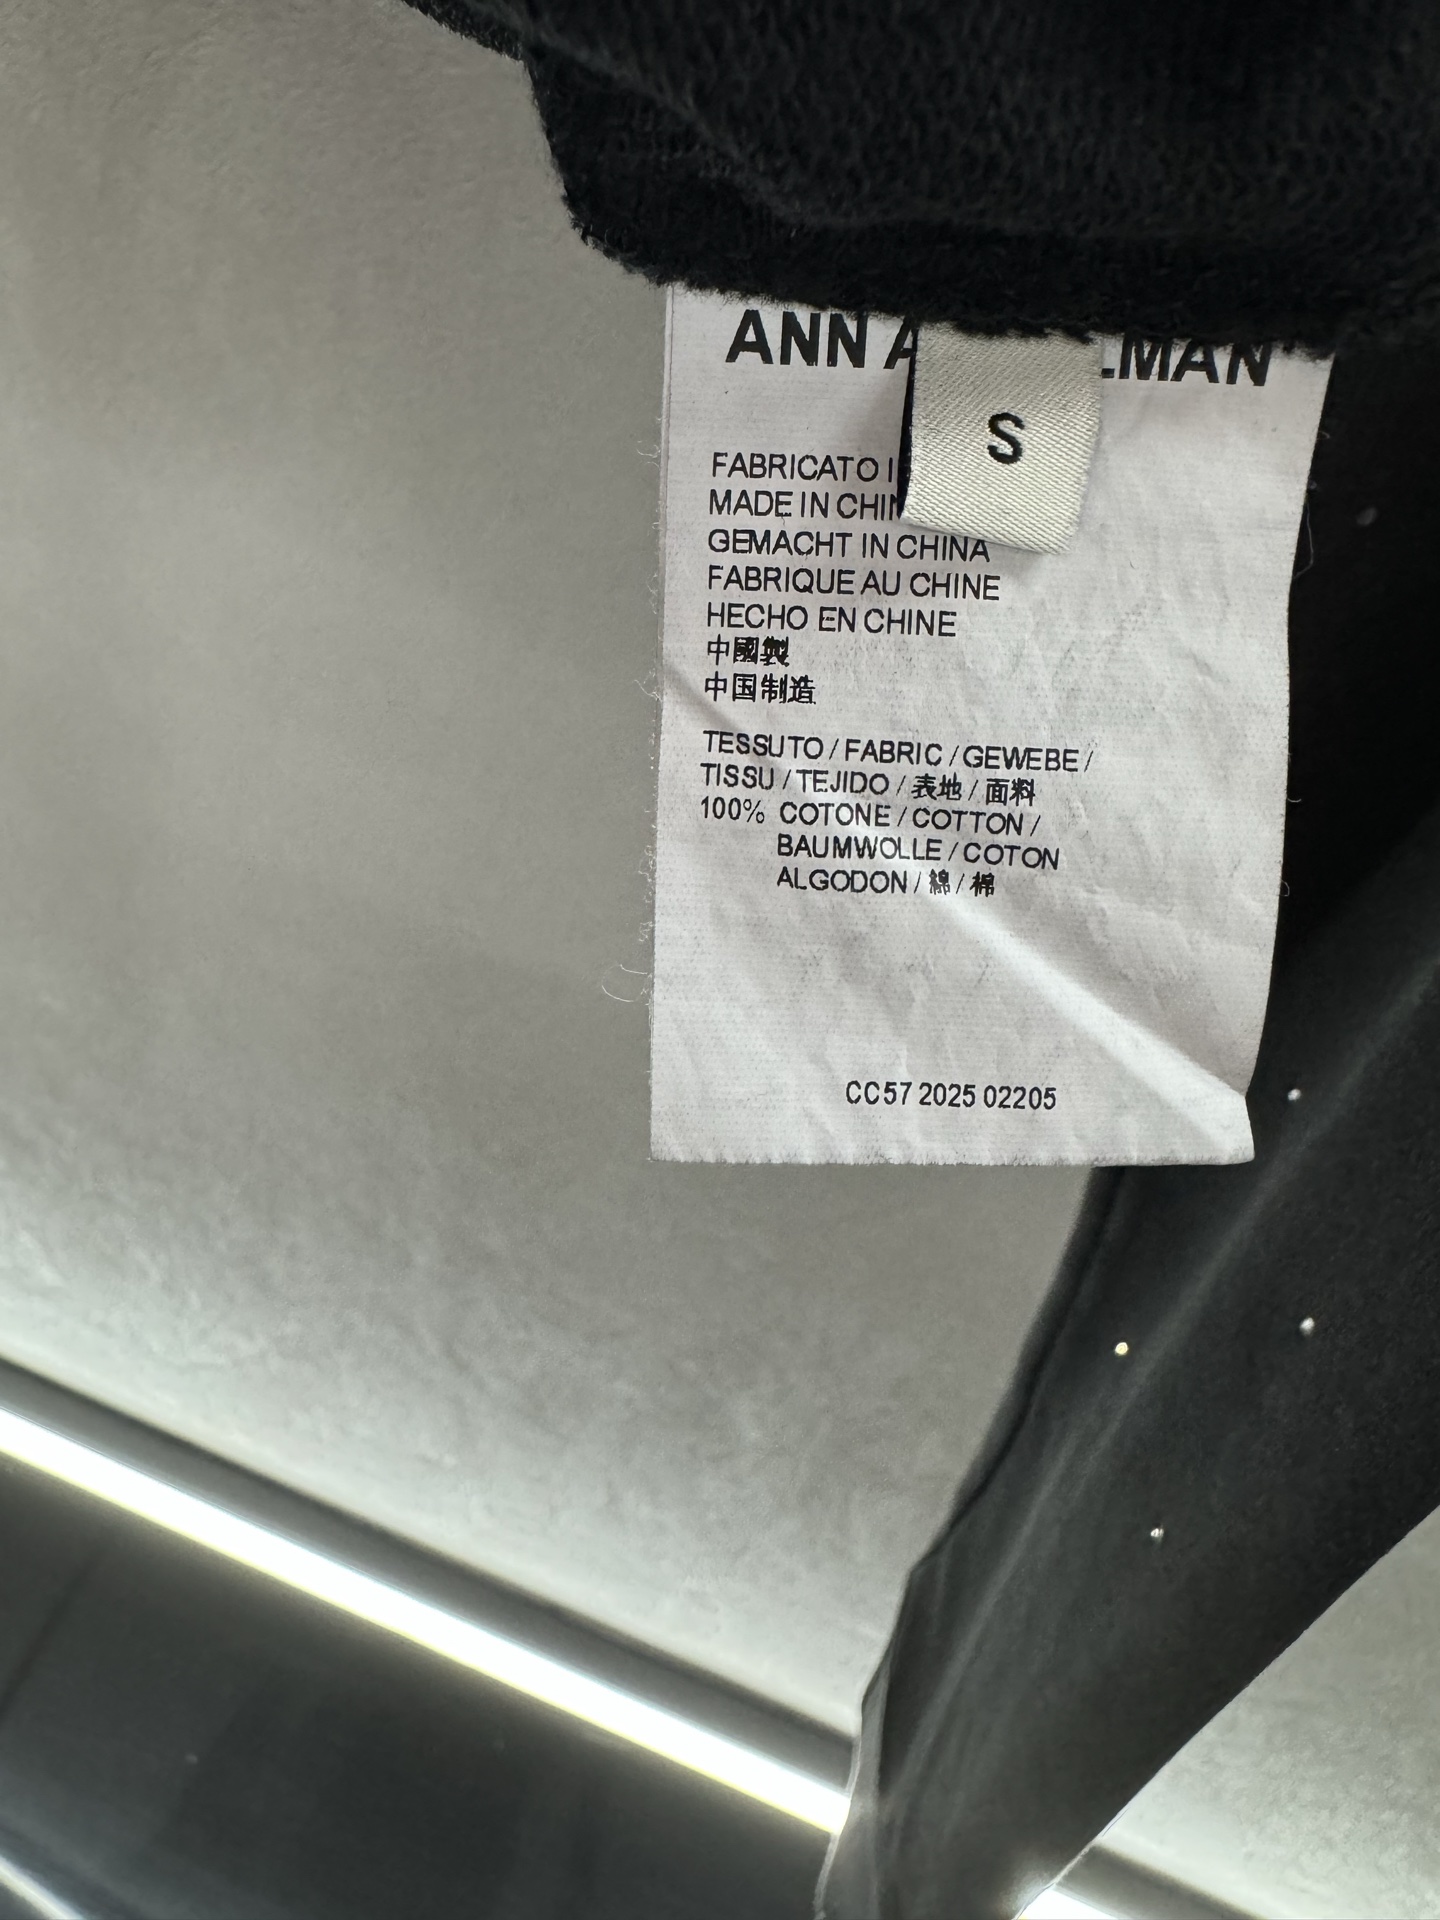 ANN A LMAN
S
FABRICATO I
MADE IN CHIN
GEMACHT IN CHINA
FABRIQUE AU CHINE
HECHO EN CHINE
中國製
中国制造
TESSUTO / FABRIC / GEWEBE /
TISSU / TEJIDO / 表地 / 面料
100% COTONE / COTTON /
BAUMWOLLE / COTON
ALGODON / 綿 / 棉
CC57 2025 02205